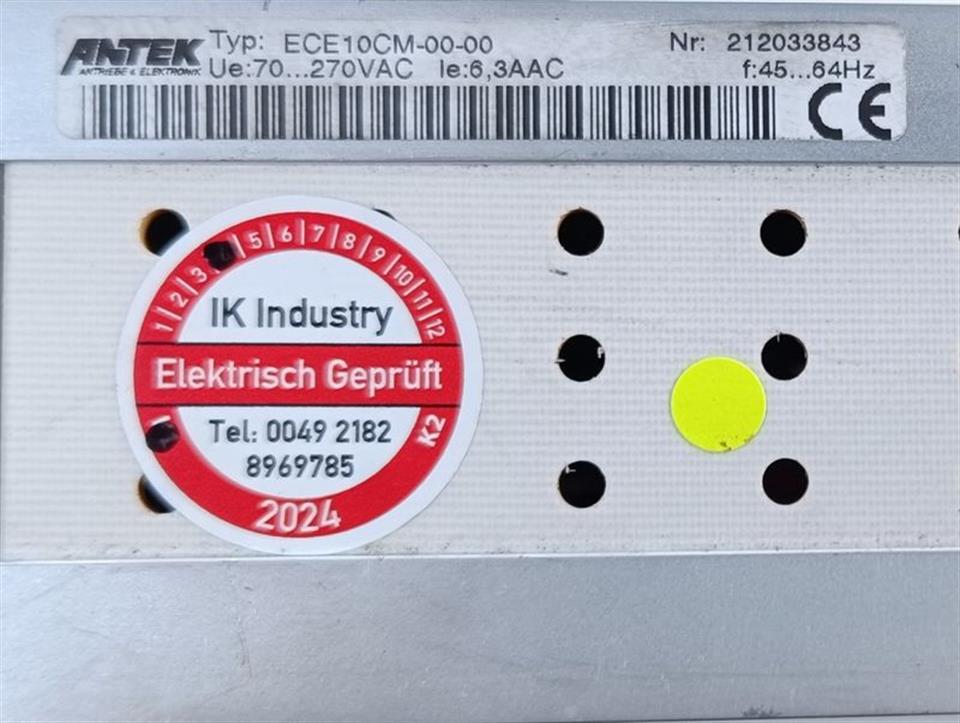 ANTEK
ANTRIEBE & ELEKTRONIK
Typ: ECE10CM-00-00 Nr: 212033843
Ue:70...270VAC Ie:6,3AAC f:45...64Hz
CE
1 2 3 5 6 7 8 9 10 11 12
IK Industry
Elektrisch Geprüft
Tel: 0049 2182
8969785
K2
2024